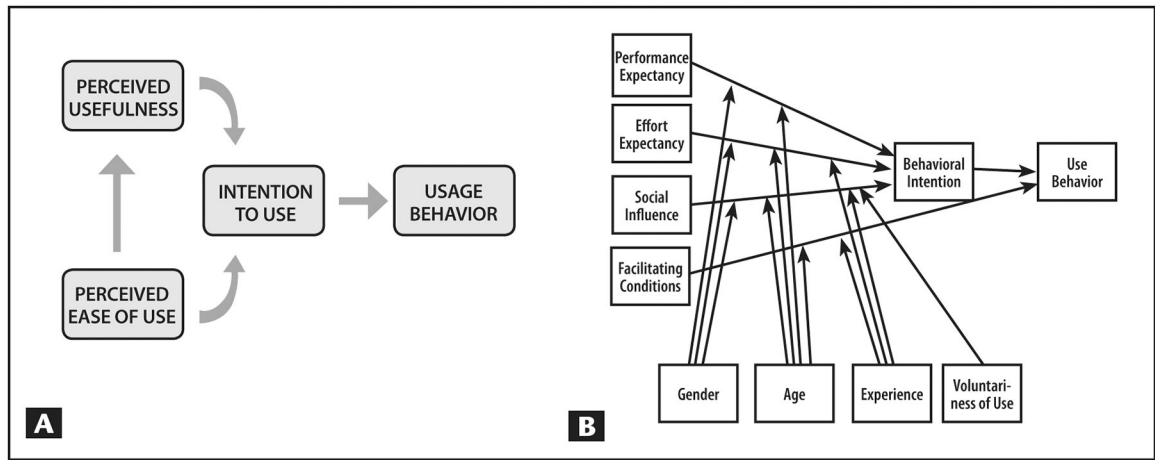 PERCEIVED
USEFULNESS
INTENTION
TO USE
USAGE
BEHAVIOR
PERCEIVED
EASE OF USE
A
Performance
Expectancy
Effort
Expectancy
Social
Influence
Facilitating
Conditions
Behavioral
Intention
Use
Behavior
Gender
Age
Experience
Voluntari-
ness of Use
B